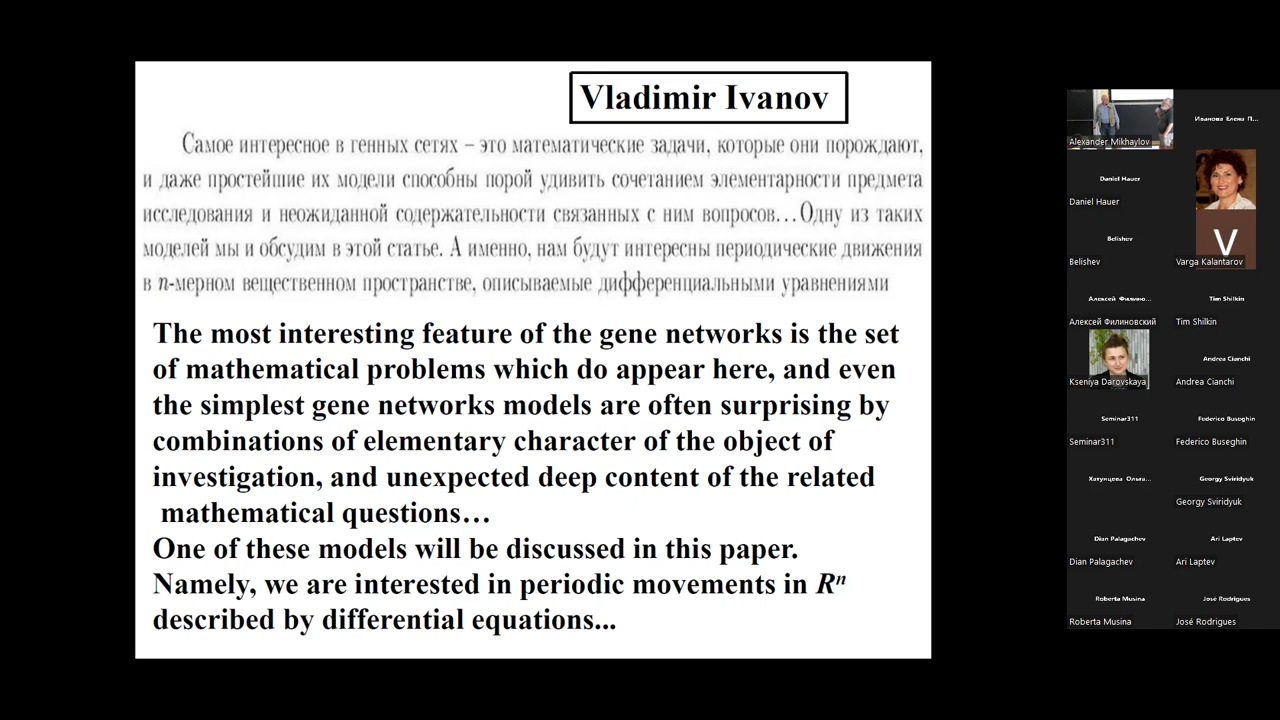 Vladimir Ivanov
Самое интересное в генных сетях – это математические задачи, которые они порождают,
и даже простейшие их модели способны порой удивить сочетанием элементарности предмета
исследования и неожиданной содержательности связанных с ним вопросов…Одну из таких
моделей мы и обсудим в этой статье. А именно, нам будут интересны периодические движения
в n-мерном вещественном пространстве, описываемые дифференциальными уравнениями
The most interesting feature of the gene networks is the set
of mathematical problems which do appear here, and even
the simplest gene networks models are often surprising by
combinations of elementary character of the object of
investigation, and unexpected deep content of the related
mathematical questions…
One of these models will be discussed in this paper.
Namely, we are interested in periodic movements in Rⁿ
described by differential equations...
Alexander Mikhaylov
Иванова Елена П...
Daniel Hauer
Daniel Hauer
Belishev
Belishev
V
Varga Kalantarov
Алексей Филино...
Алексей Филиновский
Tim Shilkin
Tim Shilkin
Kseniya Darovskaya
Andrea Cianchi
Andrea Cianchi
Seminar311
Seminar311
Federico Buseghin
Federico Buseghin
Хатунцева Ольга...
Georgy Sviridyuk
Georgy Sviridyuk
Dian Palagachev
Dian Palagachev
Ari Laptev
Ari Laptev
Roberta Musina
Roberta Musina
José Rodrigues
José Rodrigues